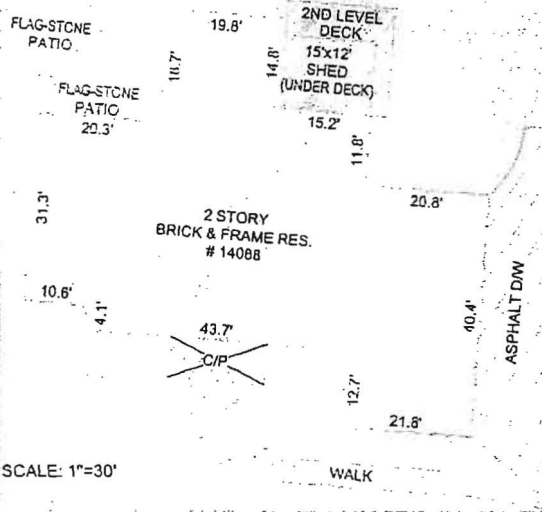 FLAG-STONE
PATIO
19.8'
2ND LEVEL
DECK
15'x12'
SHED
(UNDER DECK)
18.7'
14.8'
FLAG-STONE
PATIO
20.3'
15.2'
11.8'
31.3'
20.8'
2 STORY
BRICK & FRAME RES.
# 14088
ASPHALT D/W
10.6'
4.1'
43.7'
C/P
40.4'
12.7'
21.8'
SCALE: 1"=30'
WALK